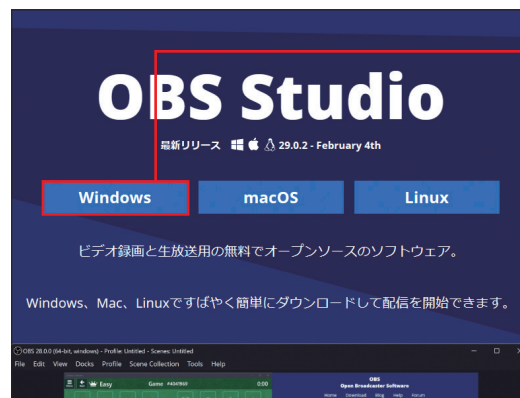 OBS Studio
最新リリース 29.0.2 - February 4th
Windows macOS Linux
ビデオ録画と生放送用の無料でオープンソースのソフトウェア。
Windows、Mac、Linuxですばやく簡単にダウンロードして配信を開始できます。
OBS 28.0.0 (64-bit, windows) - Profile: Untitled - Scenes: Untitled
File Edit View Docks Profile Scene Collection Tools Help
Easy Game #4041869 0:00
OBS
Open Broadcaster Software
Home Download Blog Help Forum